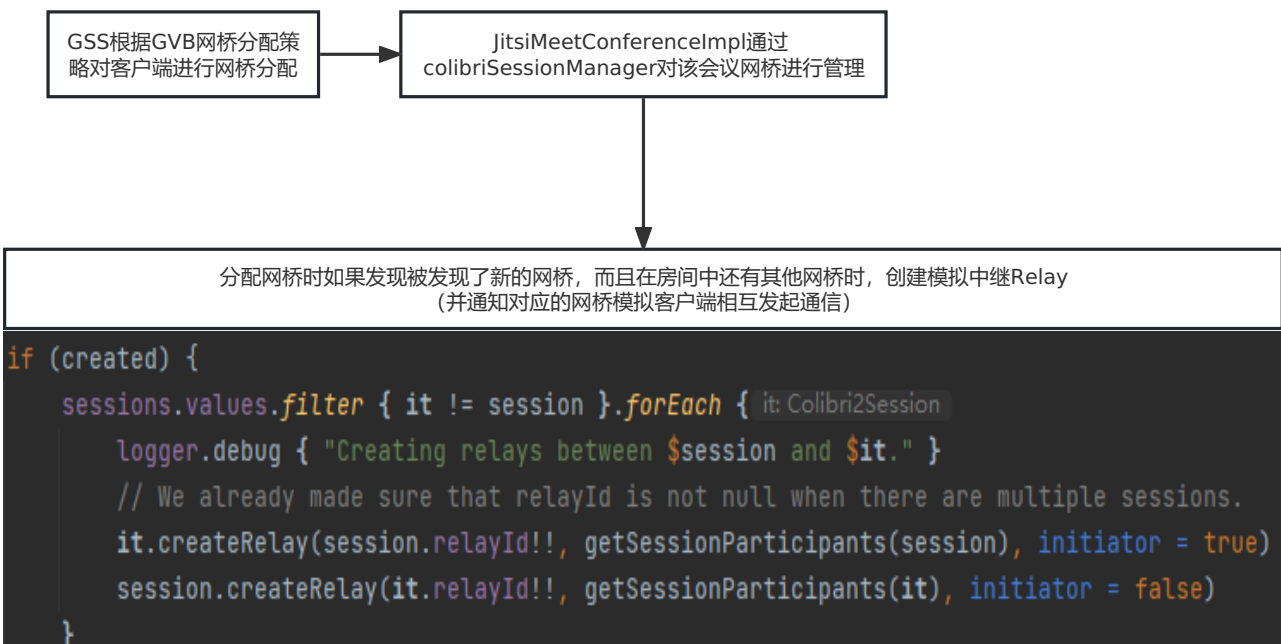 GSS根据GVB网桥分配策
略对客户端进行网桥分配
JitsiMeetConferenceImpl通过
colibriSessionManager对该会议网桥进行管理
分配网桥时如果发现被发现了新的网桥，而且在房间中还有其他网桥时，创建模拟中继Relay
（并通知对应的网桥模拟客户端相互发起通信）
if (created) {
sessions.values.filter { it != session }.forEach { it: Colibri2Session
logger.debug { "Creating relays between $session and $it." }
// We already made sure that relayId is not null when there are multiple sessions.
it.createRelay(session.relayId!!, getSessionParticipants(session), initiator = true)
session.createRelay(it.relayId!!, getSessionParticipants(it), initiator = false)
}